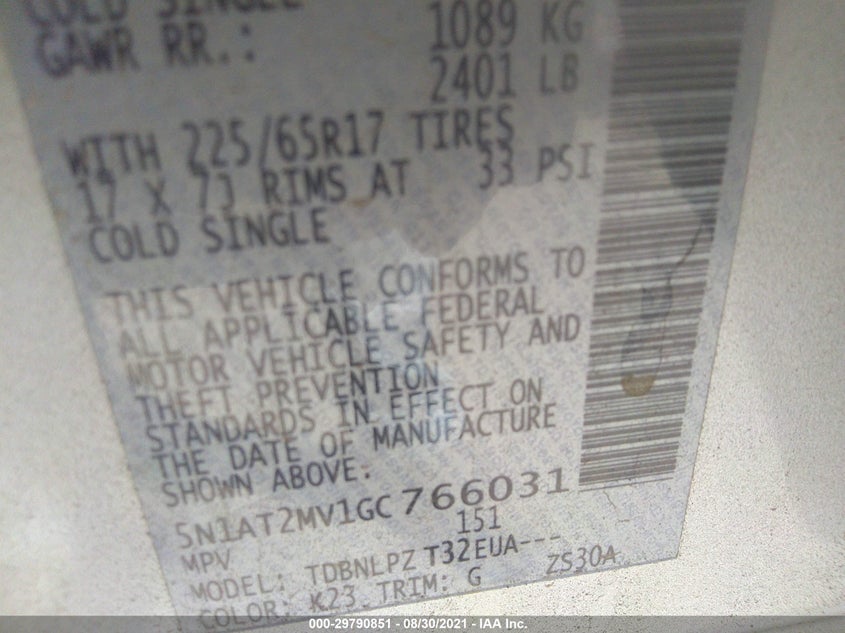 COLD SINGLE
GAWR RR.: 1089 KG
2401 LB
WITH 225/65R17 TIRES
17 X 7J RIMS AT 33 PSI
COLD SINGLE
THIS VEHICLE CONFORMS TO
ALL APPLICABLE FEDERAL
MOTOR VEHICLE SAFETY AND
THEFT PREVENTION
STANDARDS IN EFFECT ON
THE DATE OF MANUFACTURE
SHOWN ABOVE.
5N1AT2MV1GC766031
MPV 151
MODEL: TDBNLPZ T32EUA---
COLOR: K23 TRIM: G ZS30A
000-29790851 - 08/30/2021 - IAA Inc.